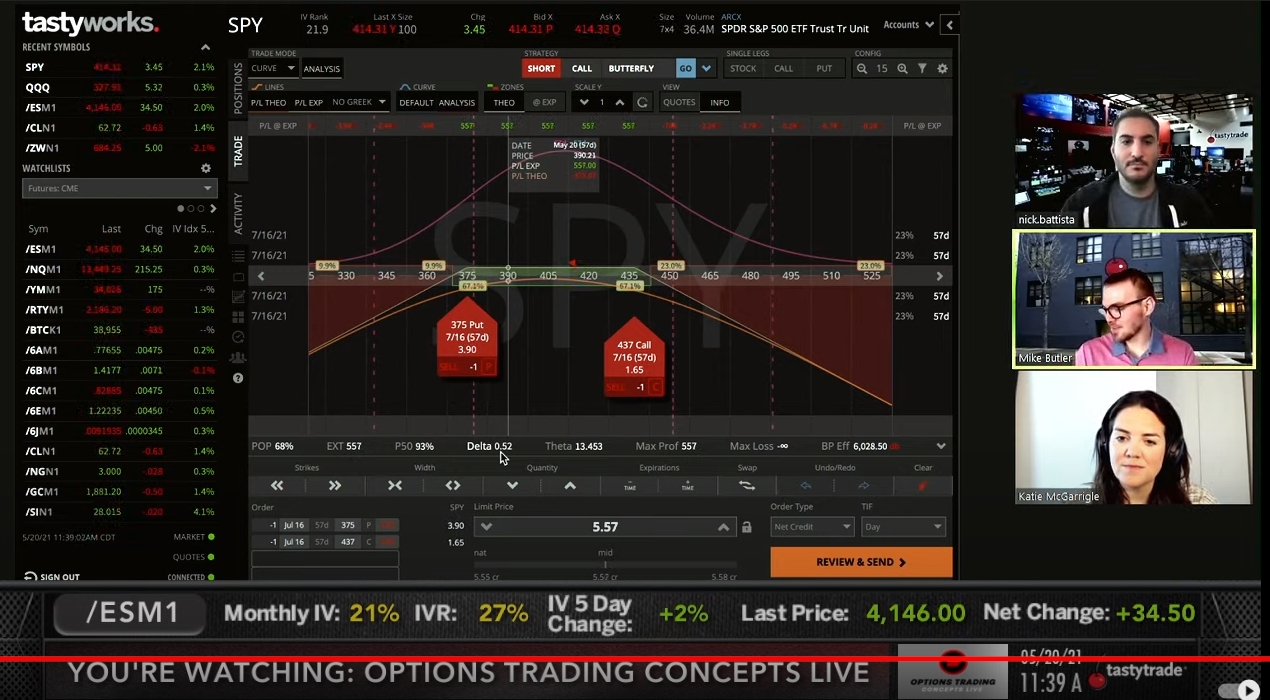 tastyworks.
SPY
IV Rank
21.9
Last X Size
414.31 Y 100
Chg
3.45
Bid X
414.31 P
Ask X
414.33 Q
Size
7x4
Volume
36.4M
ARCX
SPDR S&P 500 ETF Trust Tr Unit
Accounts
RECENT SYMBOLS
SPY 414.31 3.45 2.1%
QQQ 327.91 5.32 0.3%
/ESM1 4,146.00 34.50 2.0%
/CLN1 62.72 -0.63 1.4%
/ZWN1 684.25 5.00 -2.1%
WATCHLISTS
Futures: CME
Sym Last Chg IV Idx 5...
/ESM1 4,146.00 34.50 2.0%
/NQM1 13,449.25 215.25 0.3%
/YMM1 34,026 175 --%
/RTYM1 2,186.20 -5.00 1.3%
/BTCK1 38,955 -835 --%
/6AM1 .77655 .00475 0.2%
/6BM1 1.4177 .0071 -0.1%
/6CM1 .82885 .00475 0.1%
/6EM1 1.22235 .00450 0.5%
/6JM1 .0091935 .0000345 0.3%
/CLN1 62.72 -0.63 1.4%
/NGN1 3.000 -.028 0.3%
/GCM1 1,881.20 -0.50 1.4%
/SIN1 28.015 -.020 4.1%
5/20/21 11:39:02AM CDT
MARKET
QUOTES
SIGN OUT
CONNECTED
POSITIONS
TRADE
ACTIVITY
TRADE MODE
CURVE
ANALYSIS
STRATEGY
SHORT CALL BUTTERFLY GO
SINGLE LEGS
STOCK CALL PUT
CONFIG
15
LINES
P/L THEO P/L EXP NO GREEK
CURVE
DEFAULT ANALYSIS
ZONES
THEO @ EXP
SCALE Y
1
VIEW
QUOTES INFO
P/L @ EXP
557 557 557 557 557
P/L @ EXP
DATE May 20 (57d)
PRICE 390.21
P/L EXP 557.00
P/L THEO
SPY
7/16/21 23% 57d
7/16/21 23% 57d
9.9% 9.9% 23.0% 23.0%
5 330 345 360 375 390 405 420 435 450 465 480 495 510 525
67.1% 67.1%
7/16/21 23% 57d
7/16/21 23% 57d
375 Put
7/16 (57d)
3.90
SELL -1 P
437 Call
7/16 (57d)
1.65
SELL -1 C
POP 68% EXT 557 P50 93% Delta 0.52 Theta 13.453 Max Prof 557 Max Loss -∞ BP Eff 6,028.50 db
Strikes Width Quantity Expirations Swap Undo/Redo Clear
TIME TIME
Order SPY
-1 Jul 16 57d 375 P 3.90
-1 Jul 16 57d 437 C 1.65
Limit Price
5.57
nat mid
5.55 cr 5.57 cr 5.58 cr
Order Type
Net Credit
TIF
Day
REVIEW & SEND
tastytrade
nick.battista
Mike Butler
Katie McGarrigle
/ESM1 Monthly IV: 21% IVR: 27% IV 5 Day Change: +2% Last Price: 4,146.00 Net Change: +34.50
YOU'RE WATCHING: OPTIONS TRADING CONCEPTS LIVE
OPTIONS TRADING
CONCEPTS LIVE
05/20/21
11:39 A
tastytrade